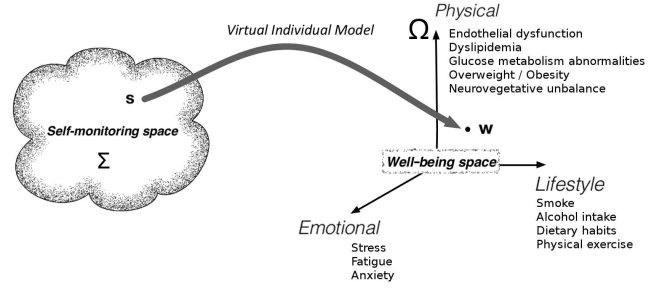 Virtual Individual Model
s
Self-monitoring space
Σ
Physical
Ω
Endothelial dysfunction
Dyslipidemia
Glucose metabolism abnormalities
Overweight / Obesity
Neurovegetative unbalance
w
Well-being space
Lifestyle
Smoke
Alcohol intake
Dietary habits
Physical exercise
Emotional
Stress
Fatigue
Anxiety